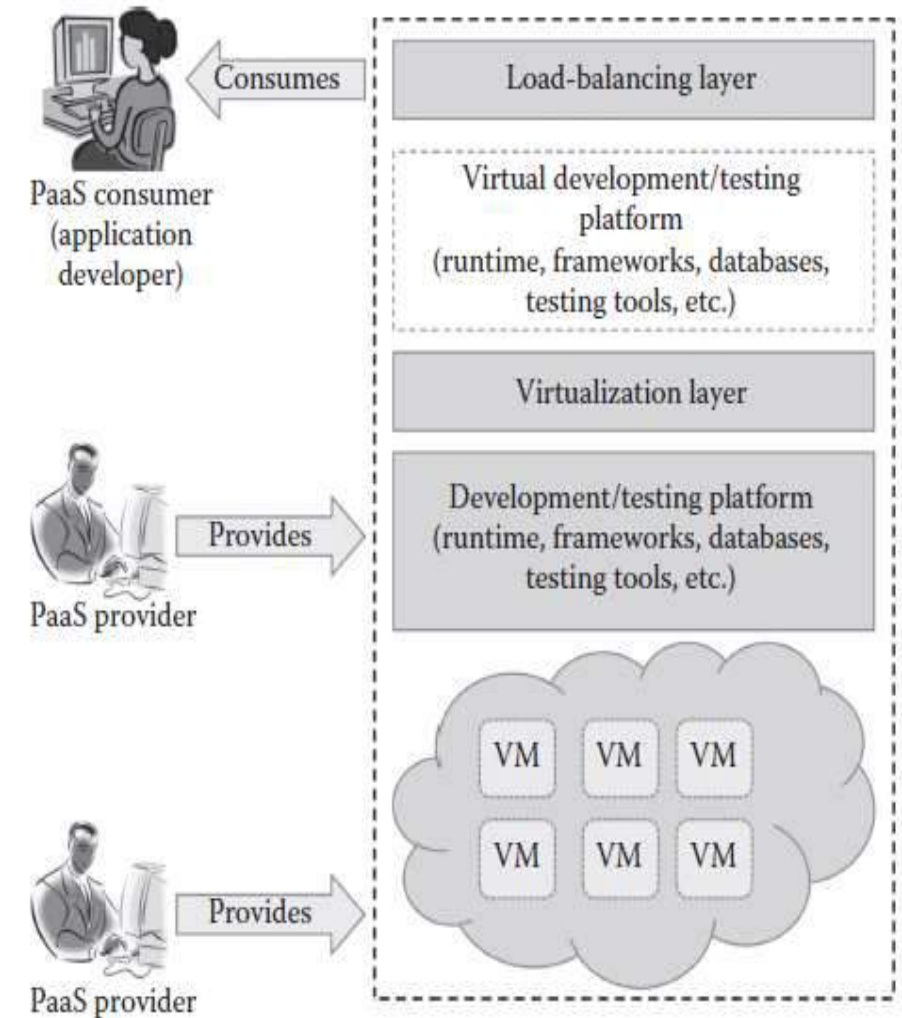 Consumes
PaaS consumer
(application
developer)
Load-balancing layer
Virtual development/testing
platform
(runtime, frameworks, databases,
testing tools, etc.)
Virtualization layer
Provides
PaaS provider
Development/testing platform
(runtime, frameworks, databases,
testing tools, etc.)
VM VM VM
VM VM VM
Provides
PaaS provider